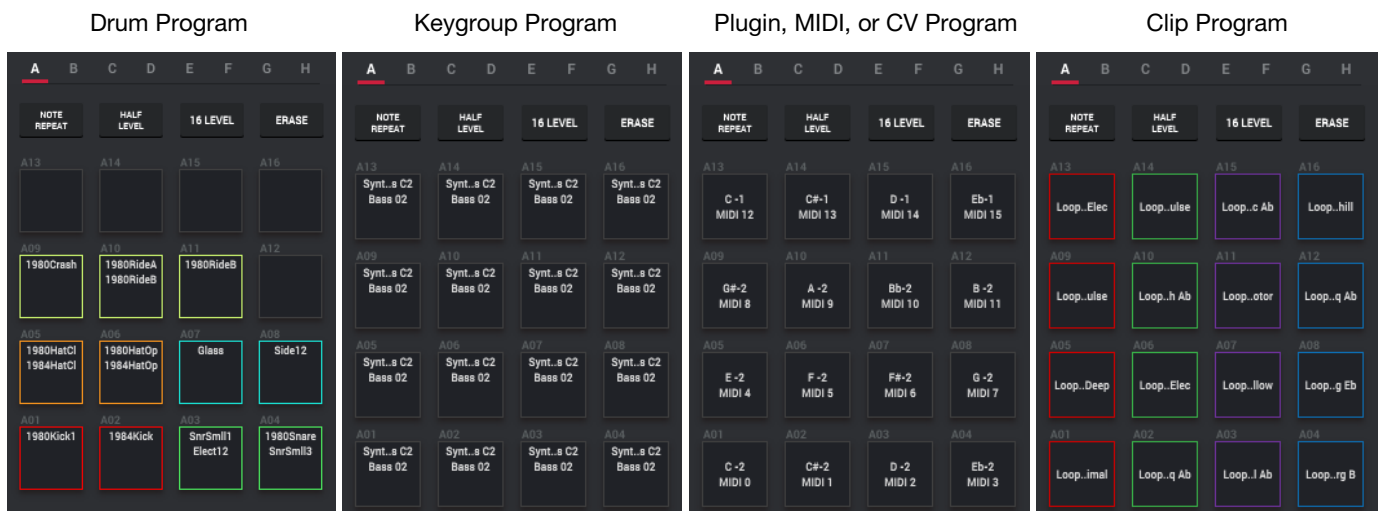 Drum Program
A B C D E F G H
NOTE REPEAT
HALF LEVEL
16 LEVEL
ERASE
A13 A14 A15 A16
A09 A10 A11 A12
1980Crash
1980RideA
1980RideB
1980RideB
A05 A06 A07 A08
1980HatCl
1984HatCl
1980HatOp
1984HatOp
Glass
Side12
A01 A02 A03 A04
1980Kick1
1984Kick
SnrSmll1
Elect12
1980Snare
SnrSmll3
Keygroup Program
A B C D E F G H
NOTE REPEAT
HALF LEVEL
16 LEVEL
ERASE
A13 A14 A15 A16
Synt..s C2 Synt..s C2 Synt..s C2 Synt..s C2
Bass 02 Bass 02 Bass 02 Bass 02
A09 A10 A11 A12
Synt..s C2 Synt..s C2 Synt..s C2 Synt..s C2
Bass 02 Bass 02 Bass 02 Bass 02
A05 A06 A07 A08
Synt..s C2 Synt..s C2 Synt..s C2 Synt..s C2
Bass 02 Bass 02 Bass 02 Bass 02
A01 A02 A03 A04
Synt..s C2 Synt..s C2 Synt..s C2 Synt..s C2
Bass 02 Bass 02 Bass 02 Bass 02
Plugin, MIDI, or CV Program
A B C D E F G H
NOTE REPEAT
HALF LEVEL
16 LEVEL
ERASE
A13 A14 A15 A16
C -1 C#-1 D -1 Eb-1
MIDI 12 MIDI 13 MIDI 14 MIDI 15
A09 A10 A11 A12
G#-2 A -2 Bb-2 B -2
MIDI 8 MIDI 9 MIDI 10 MIDI 11
A05 A06 A07 A08
E -2 F -2 F#-2 G -2
MIDI 4 MIDI 5 MIDI 6 MIDI 7
A01 A02 A03 A04
C -2 C#-2 D -2 Eb-2
MIDI 0 MIDI 1 MIDI 2 MIDI 3
Clip Program
A B C D E F G H
NOTE REPEAT
HALF LEVEL
16 LEVEL
ERASE
A13 A14 A15 A16
Loop..Elec Loop..ulse Loop..c Ab Loop..hill
A09 A10 A11 A12
Loop..ulse Loop..h Ab Loop..otor Loop..q Ab
A05 A06 A07 A08
Loop..Deep Loop..Elec Loop..llow Loop..g Eb
A01 A02 A03 A04
Loop..imal Loop..q Ab Loop..l Ab Loop..rg B